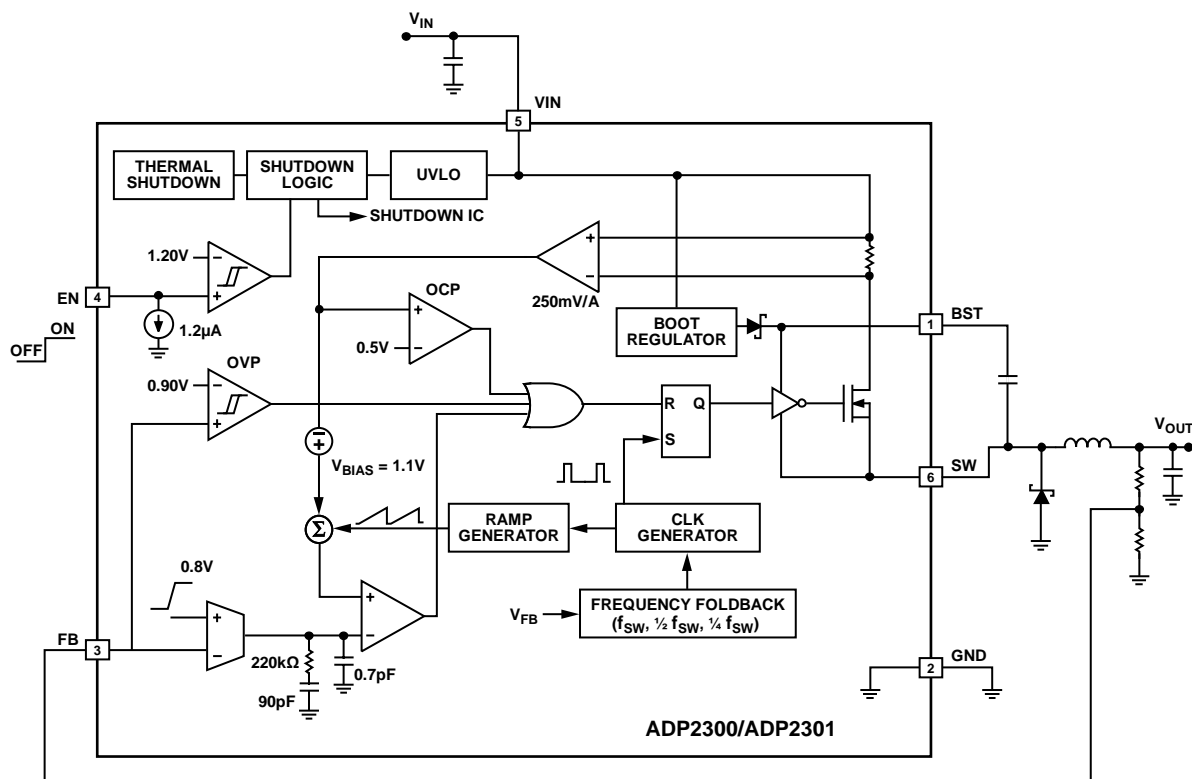 VIN
VIN
5
THERMAL
SHUTDOWN
SHUTDOWN
LOGIC
UVLO
SHUTDOWN IC
1.20V
−
+
EN
4
1.2µA
ON
OFF
+
−
250mV/A
OCP
+
−
0.5V
BOOT
REGULATOR
1
BST
OVP
0.90V
−
+
R
Q
S
VOUT
6
SW
−
+
VBIAS = 1.1V
Σ
RAMP
GENERATOR
CLK
GENERATOR
0.8V
+
−
+
−
VFB
FREQUENCY FOLDBACK
(fSW, ½ fSW, ¼ fSW)
FB
3
220kΩ
0.7pF
90pF
2
GND
ADP2300/ADP2301